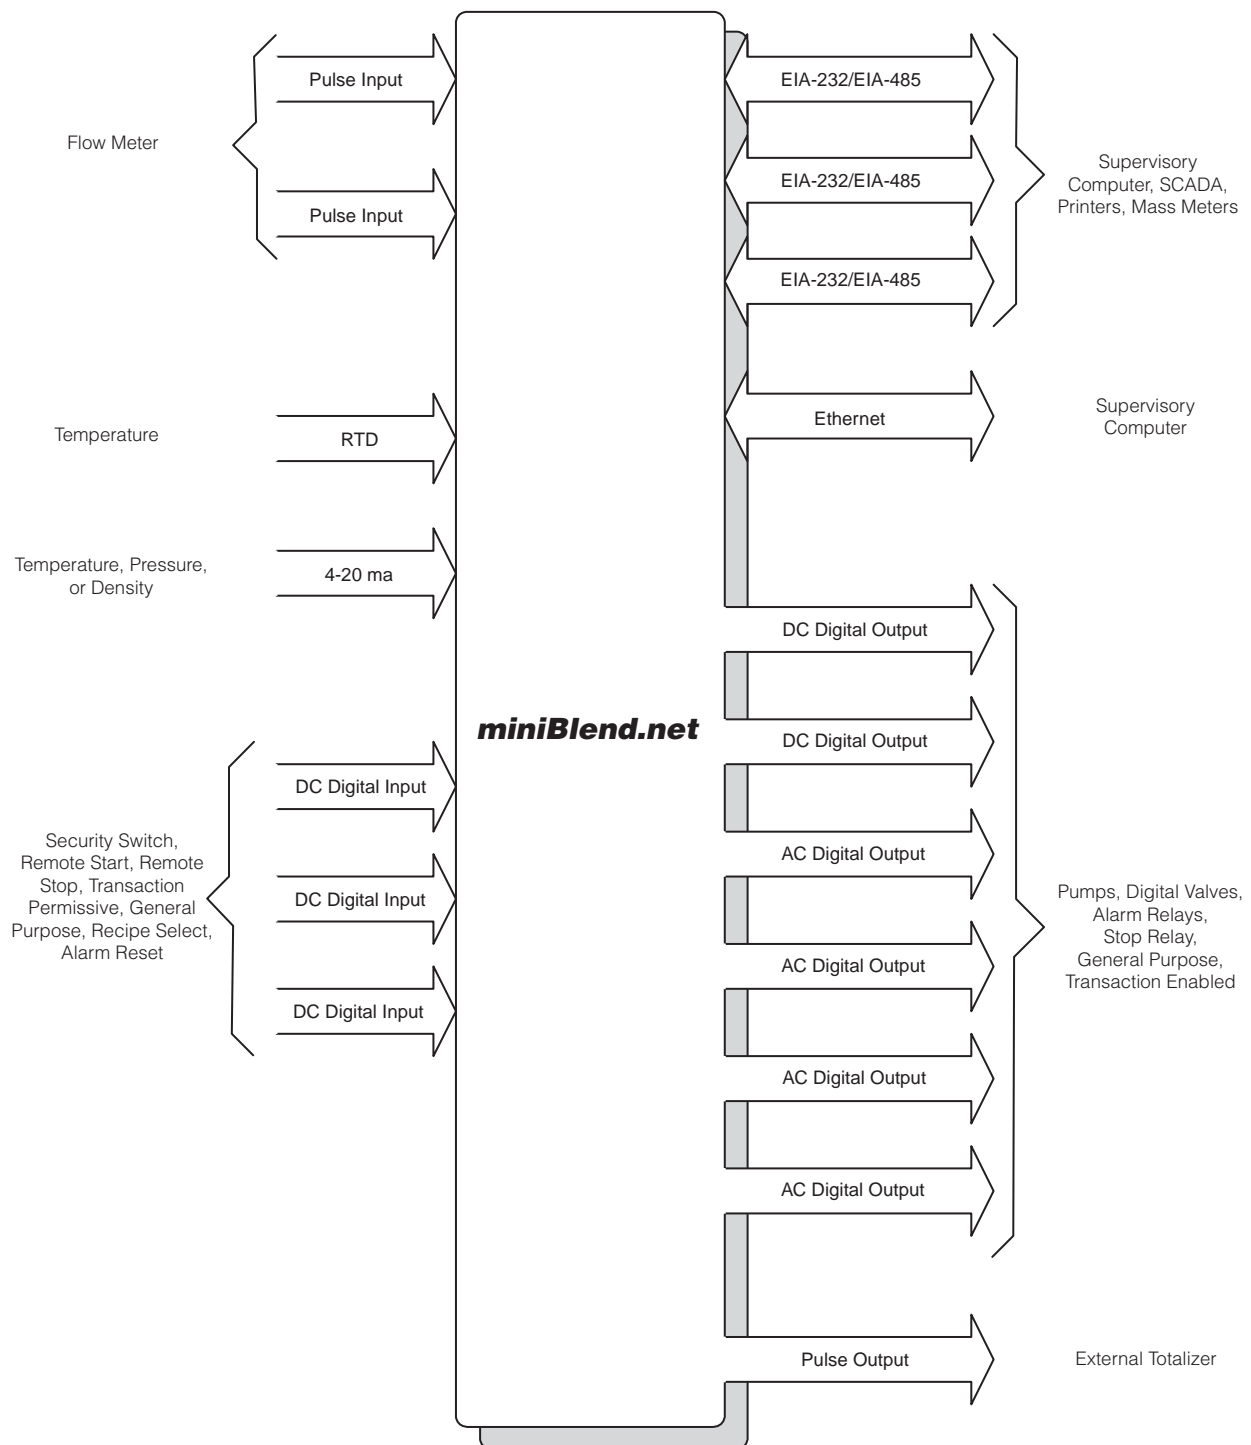 Flow Meter
Pulse Input
Pulse Input
Temperature
RTD
Temperature, Pressure,
or Density
4-20 ma
Security Switch,
Remote Start, Remote
Stop, Transaction
Permissive, General
Purpose, Recipe Select,
Alarm Reset
DC Digital Input
DC Digital Input
DC Digital Input
miniBlend.net
EIA-232/EIA-485
EIA-232/EIA-485
EIA-232/EIA-485
Supervisory
Computer, SCADA,
Printers, Mass Meters
Ethernet
Supervisory
Computer
DC Digital Output
DC Digital Output
AC Digital Output
AC Digital Output
AC Digital Output
AC Digital Output
Pumps, Digital Valves,
Alarm Relays,
Stop Relay,
General Purpose,
Transaction Enabled
Pulse Output
External Totalizer